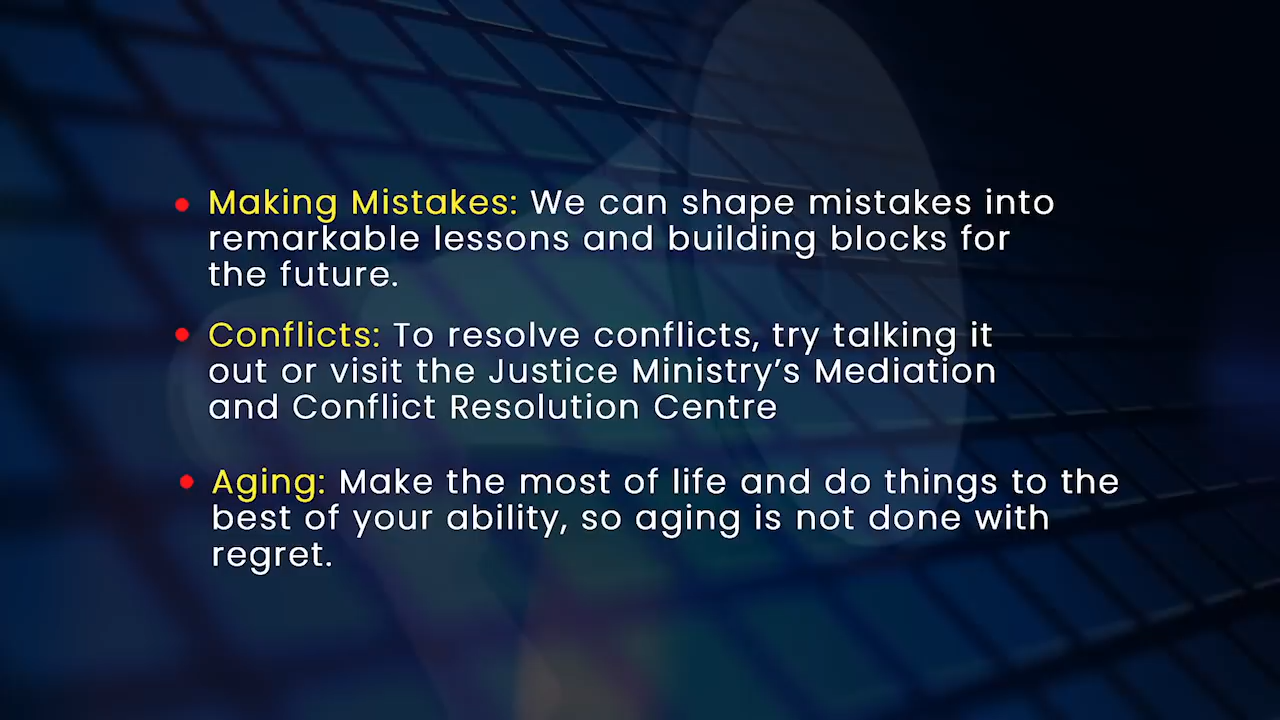 Making Mistakes: We can shape mistakes into
remarkable lessons and building blocks for
the future.
Conflicts: To resolve conflicts, try talking it
out or visit the Justice Ministry’s Mediation
and Conflict Resolution Centre
Aging: Make the most of life and do things to the
best of your ability, so aging is not done with
regret.